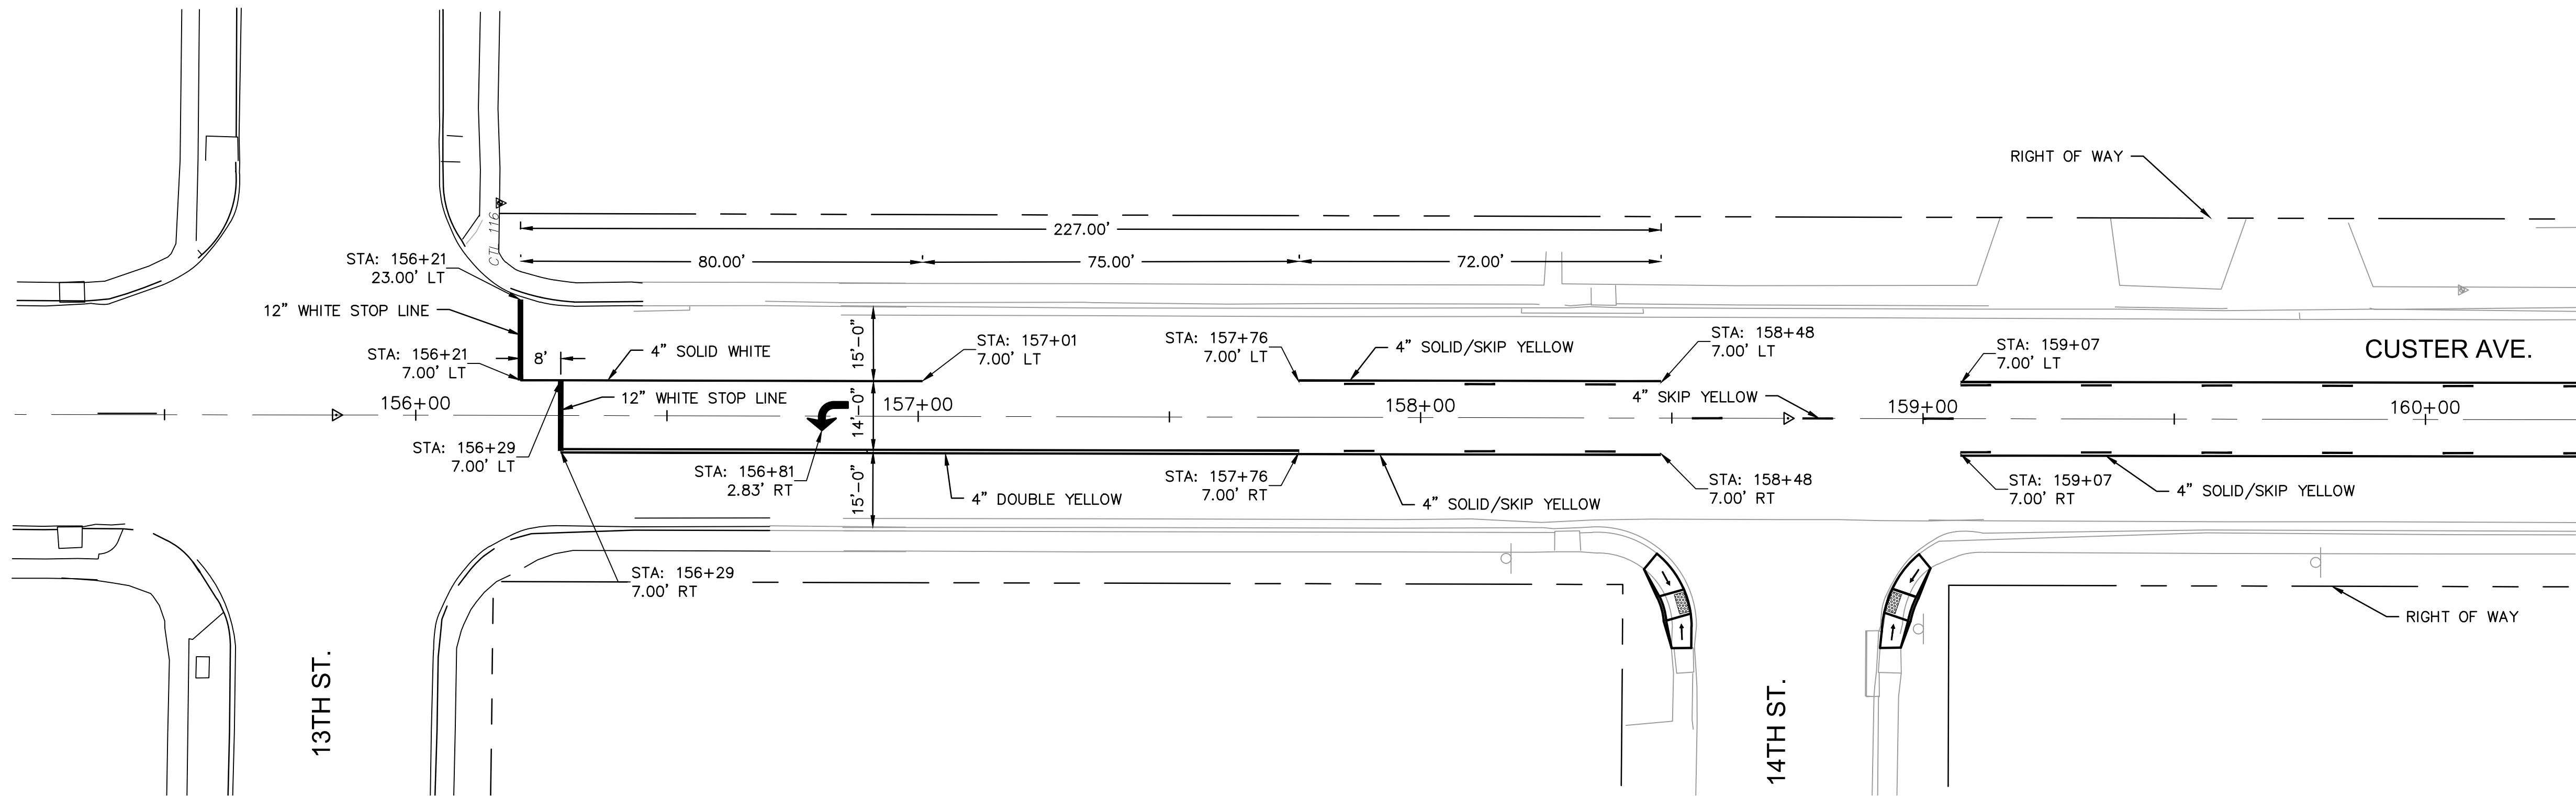 RIGHT OF WAY
CTL 116
227.00'
80.00'
75.00'
72.00'
STA: 156+21
23.00' LT
12" WHITE STOP LINE
STA: 156+21
7.00' LT
8'
4" SOLID WHITE
15'-0"
STA: 157+01
7.00' LT
STA: 157+76
7.00' LT
4" SOLID/SKIP YELLOW
STA: 158+48
7.00' LT
STA: 159+07
7.00' LT
CUSTER AVE.
156+00
12" WHITE STOP LINE
14'-0"
157+00
158+00
4" SKIP YELLOW
159+00
160+00
STA: 156+29
7.00' LT
STA: 156+81
2.83' RT
15'-0"
4" DOUBLE YELLOW
STA: 157+76
7.00' RT
4" SOLID/SKIP YELLOW
STA: 158+48
7.00' RT
STA: 159+07
7.00' RT
4" SOLID/SKIP YELLOW
STA: 156+29
7.00' RT
RIGHT OF WAY
13TH ST.
14TH ST.